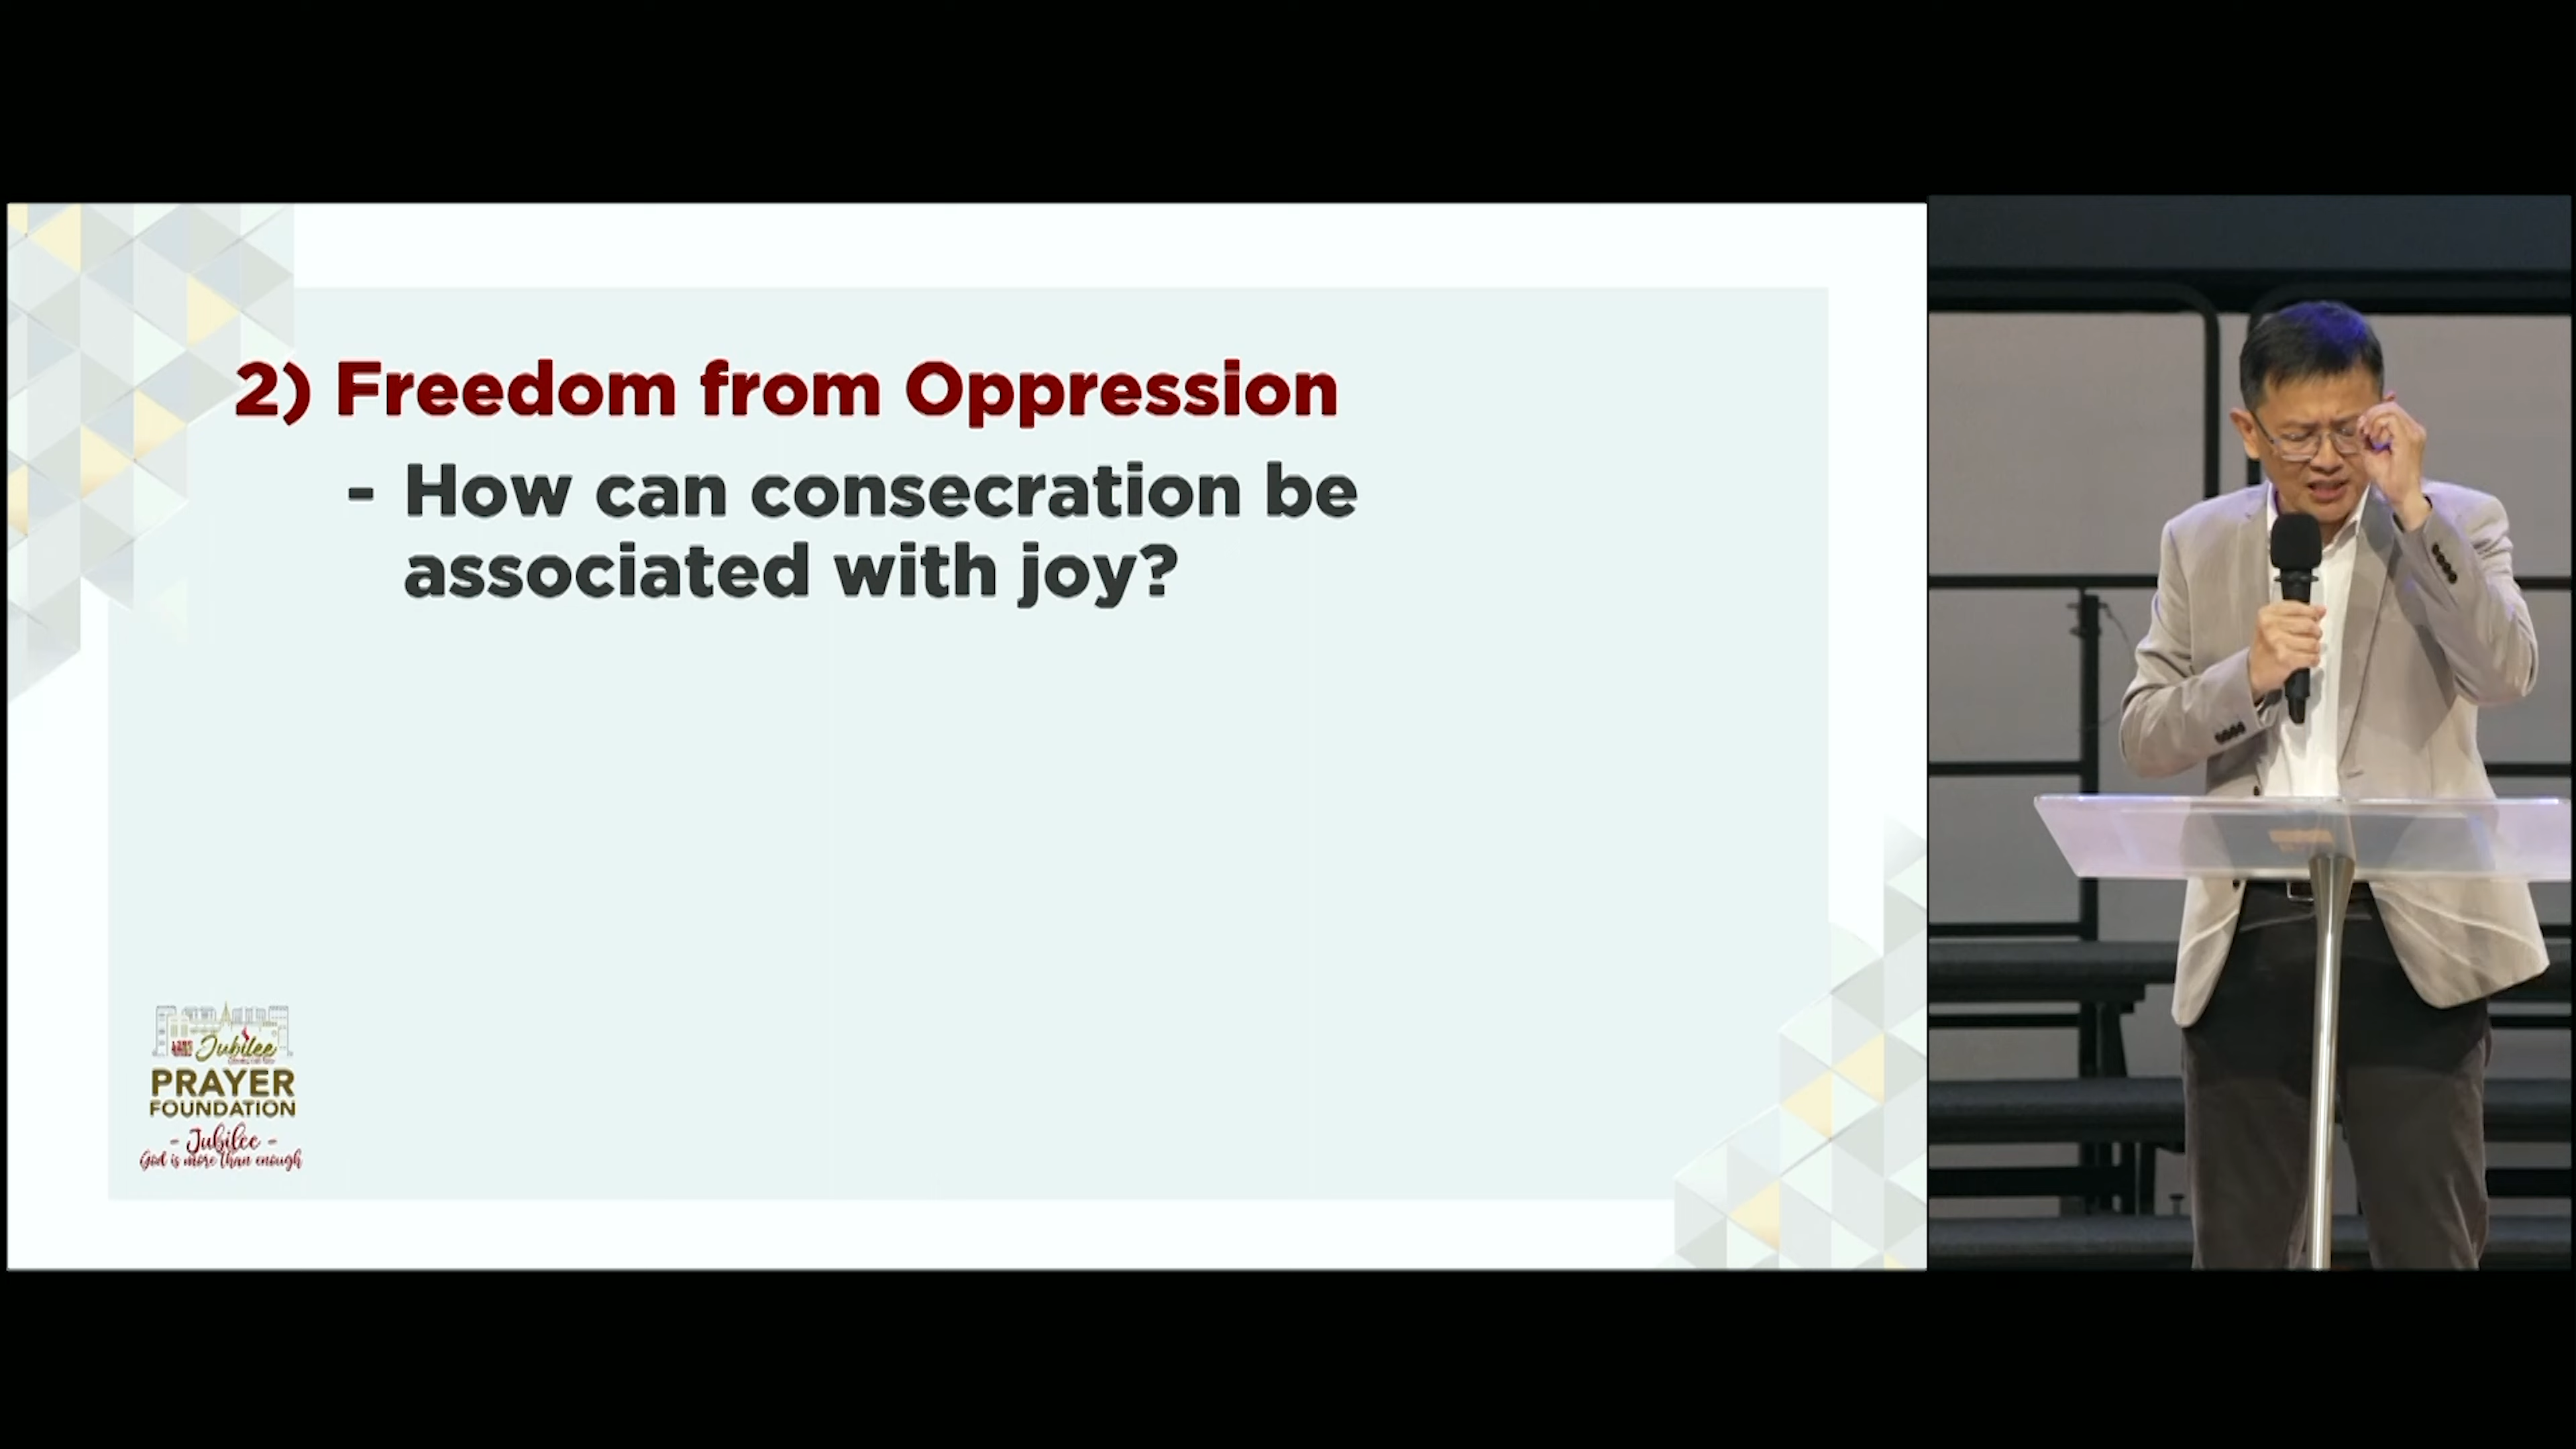 2) Freedom from Oppression
- How can consecration be
associated with joy?
Jubilee
PRAYER
FOUNDATION
- Jubilee -
God is more than enough